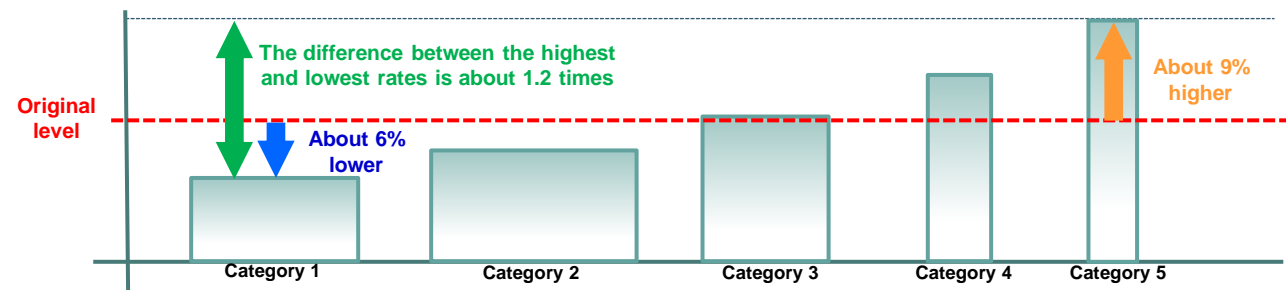 The difference between the highest
and lowest rates is about 1.2 times
About 9%
higher
Original
level
About 6%
lower
Category 1
Category 2
Category 3
Category 4
Category 5